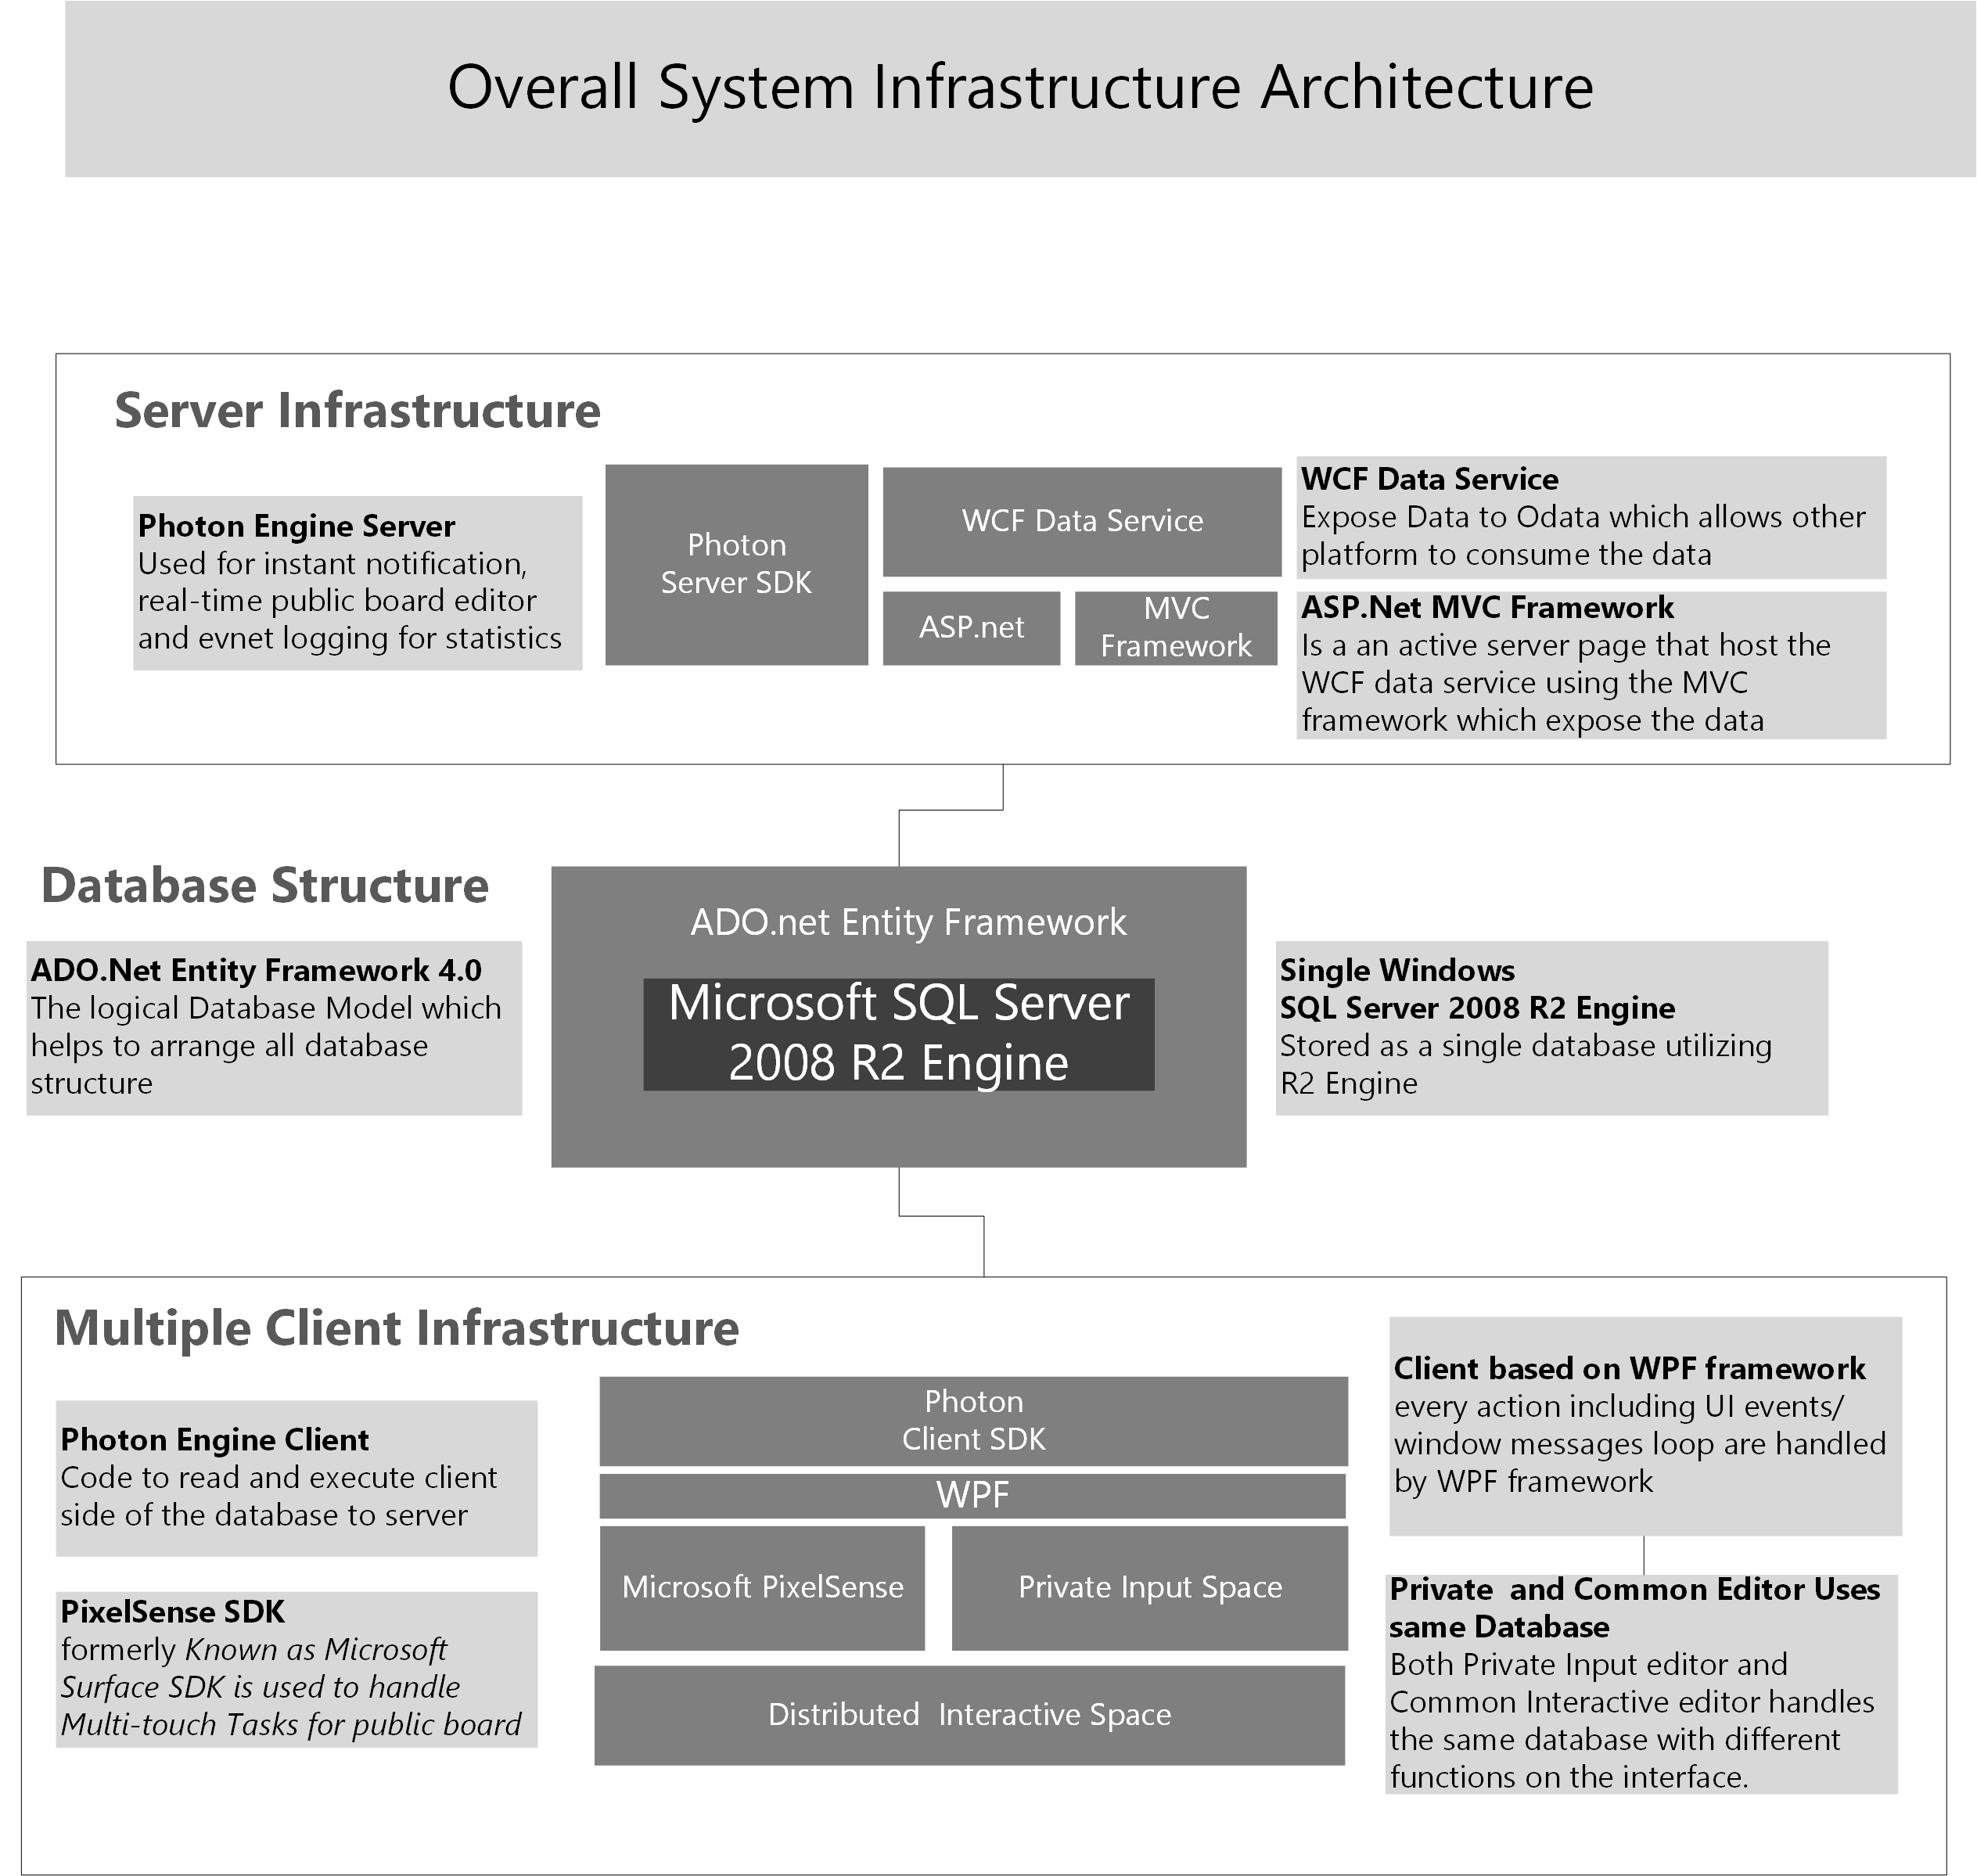 Overall System Infrastructure Architecture
Server Infrastructure
Photon Engine Server
Used for instant notification,
real-time public board editor
and evnet logging for statistics
Photon
Server SDK
WCF Data Service
ASP.net
MVC
Framework
WCF Data Service
Expose Data to Odata which allows other
platform to consume the data
ASP.Net MVC Framework
Is a an active server page that host the
WCF data service using the MVC
framework which expose the data
Database Structure
ADO.Net Entity Framework 4.0
The logical Database Model which
helps to arrange all database
structure
ADO.net Entity Framework
Microsoft SQL Server
2008 R2 Engine
Single Windows
SQL Server 2008 R2 Engine
Stored as a single database utilizing
R2 Engine
Multiple Client Infrastructure
Photon Engine Client
Code to read and execute client
side of the database to server
PixelSense SDK
formerly Known as Microsoft
Surface SDK is used to handle
Multi-touch Tasks for public board
Photon
Client SDK
WPF
Microsoft PixelSense
Private Input Space
Distributed  Interactive Space
Client based on WPF framework
every action including UI events/
window messages loop are handled
by WPF framework
Private  and Common Editor Uses
same Database
Both Private Input editor and
Common Interactive editor handles
the same database with different
functions on the interface.